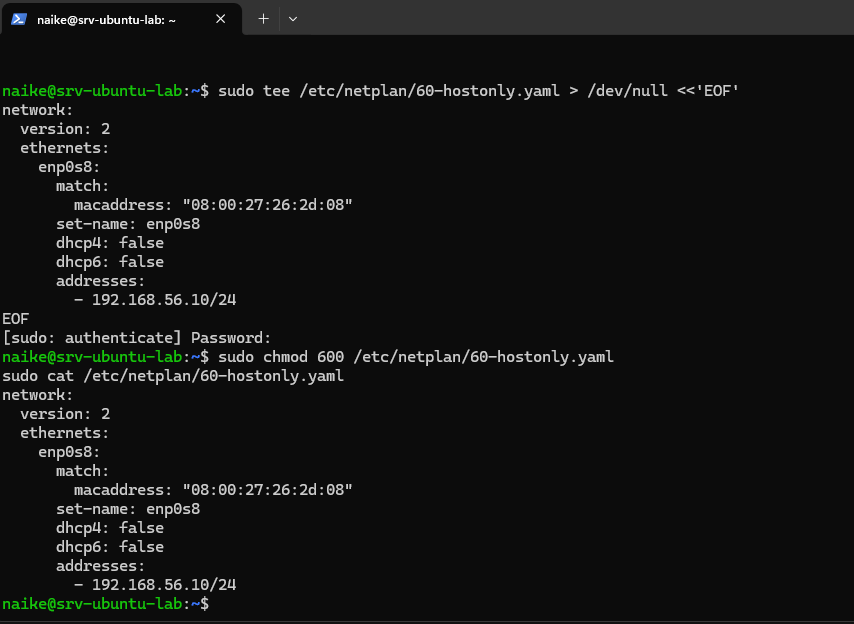 naike@srv-ubuntu-lab: ~
naike@srv-ubuntu-lab:~$ sudo tee /etc/netplan/60-hostonly.yaml > /dev/null <<'EOF'
network:
  version: 2
  ethernets:
    enp0s8:
      match:
        macaddress: "08:00:27:26:2d:08"
      set-name: enp0s8
      dhcp4: false
      dhcp6: false
      addresses:
        - 192.168.56.10/24
EOF
[sudo: authenticate] Password:
naike@srv-ubuntu-lab:~$ sudo chmod 600 /etc/netplan/60-hostonly.yaml
sudo cat /etc/netplan/60-hostonly.yaml
network:
  version: 2
  ethernets:
    enp0s8:
      match:
        macaddress: "08:00:27:26:2d:08"
      set-name: enp0s8
      dhcp4: false
      dhcp6: false
      addresses:
        - 192.168.56.10/24
naike@srv-ubuntu-lab:~$